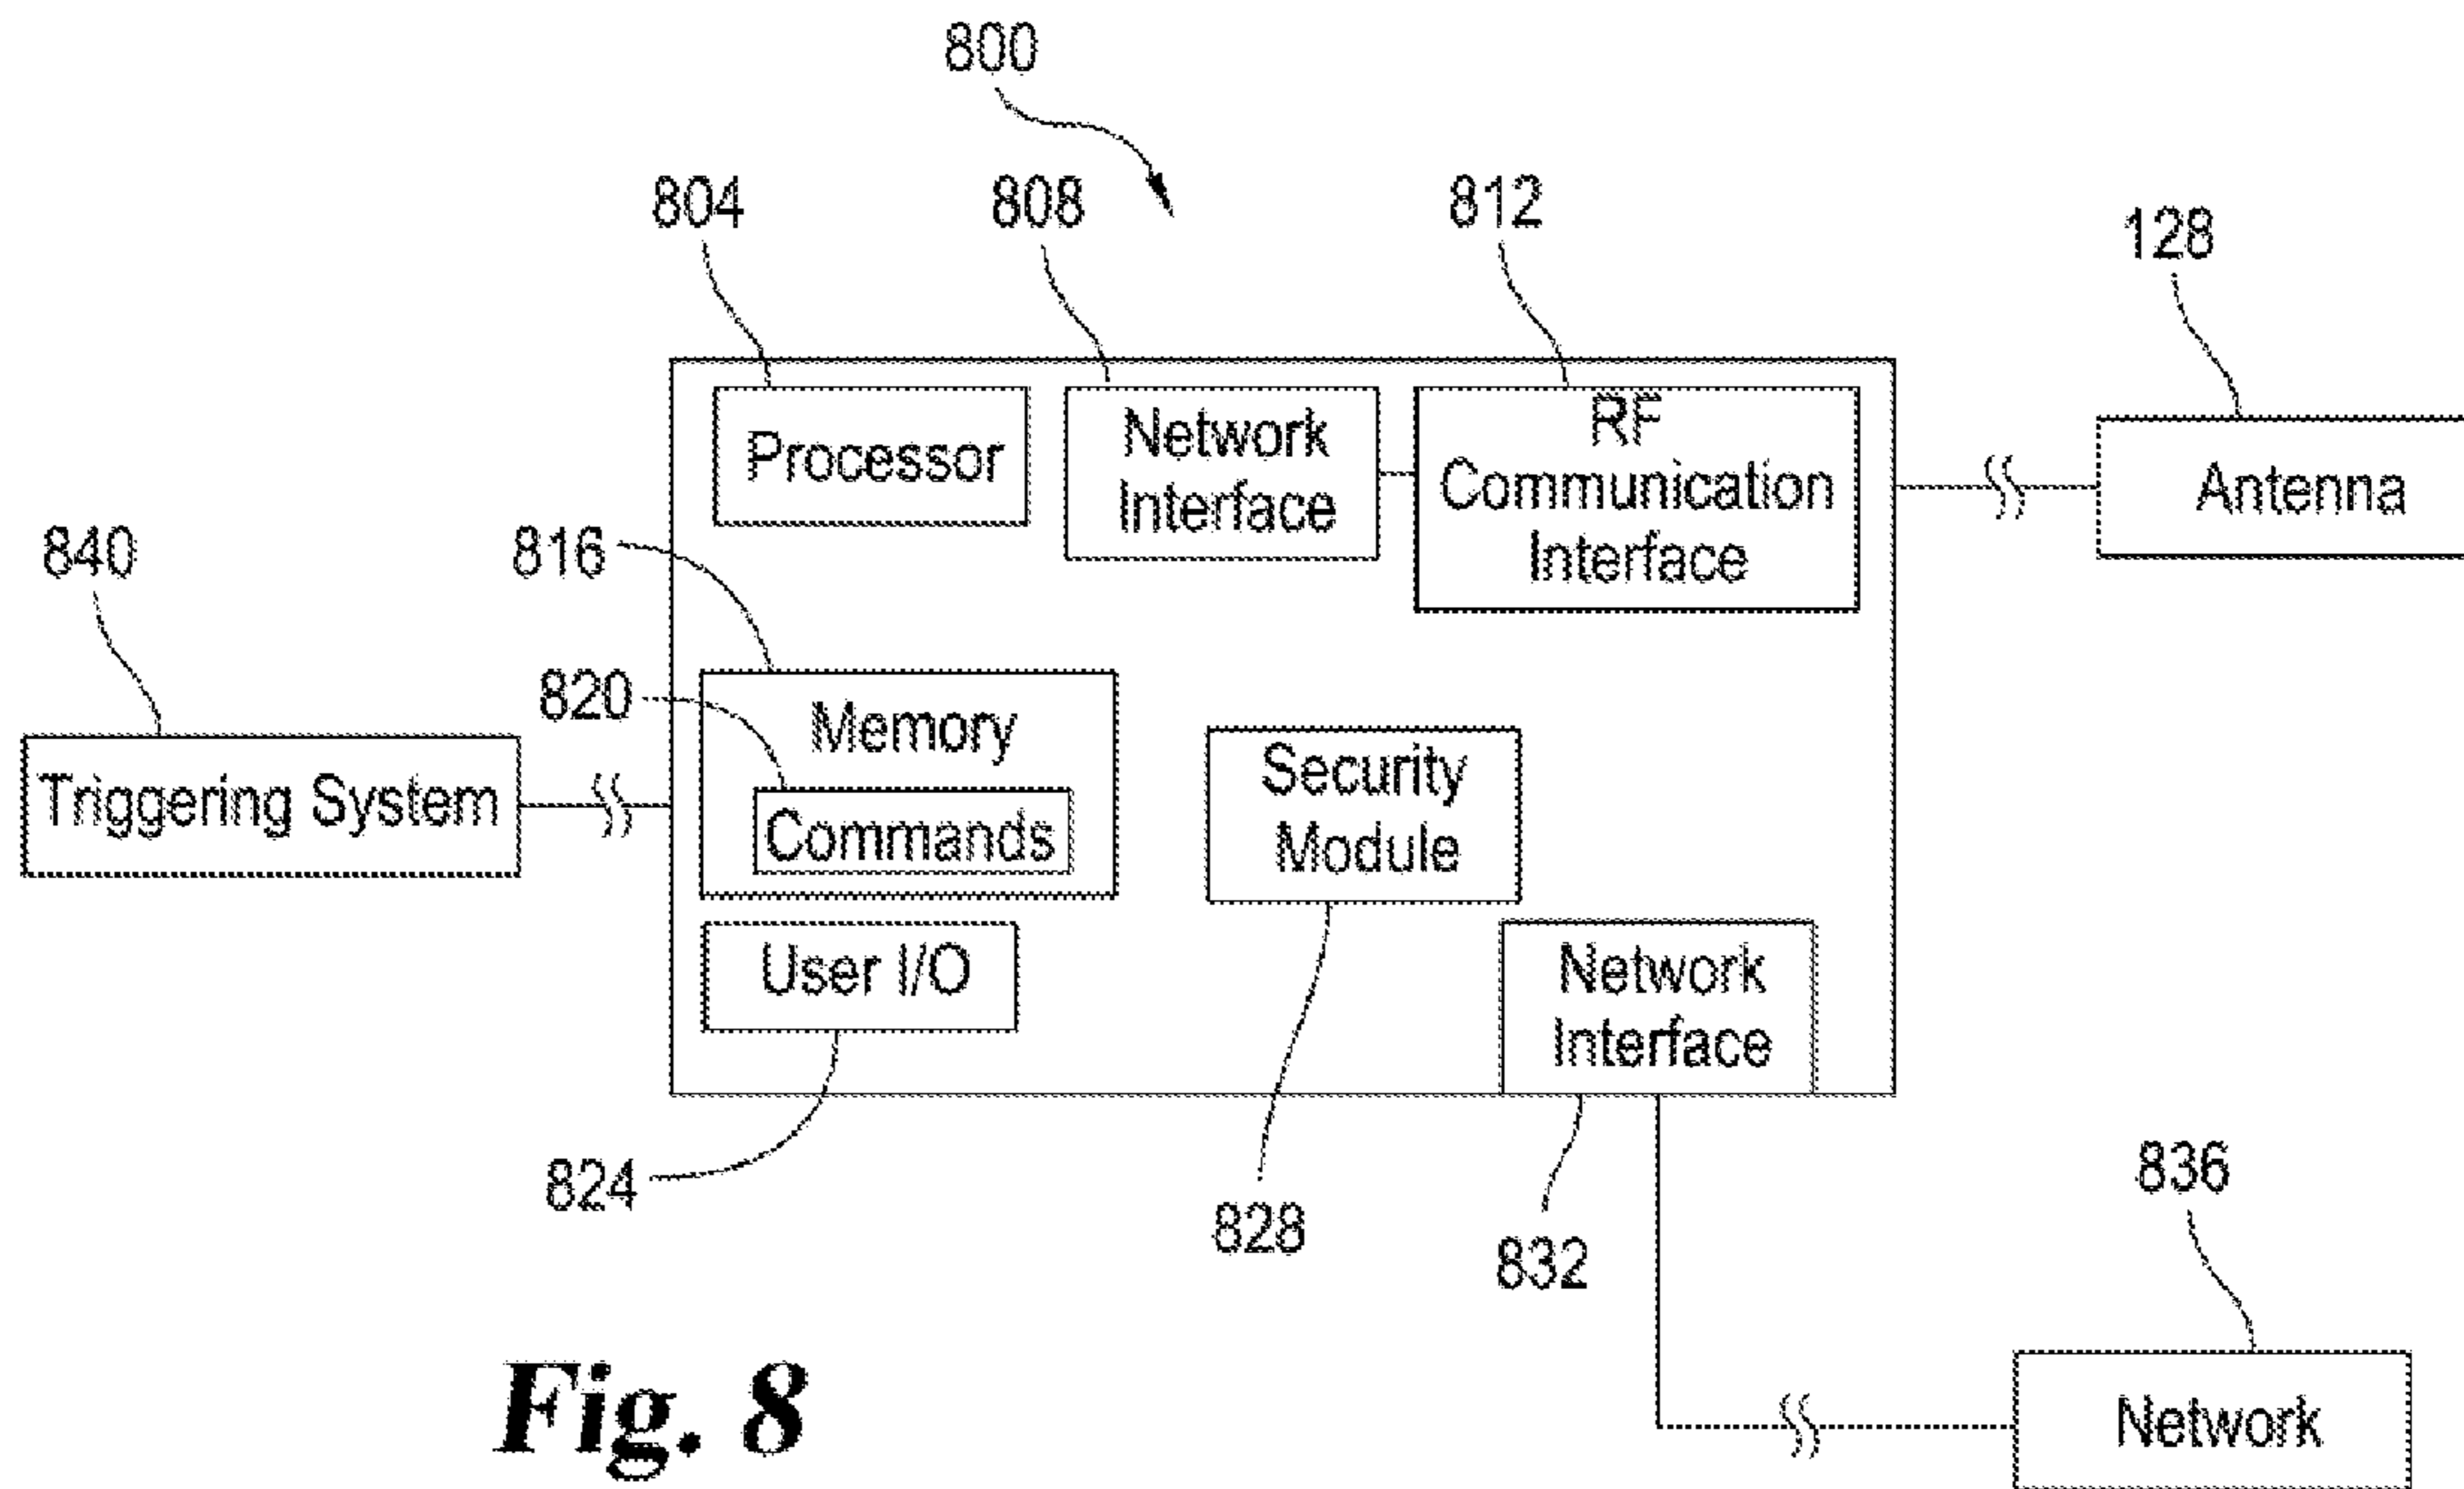 800
804
808
812
128
Processor
Network
Interface
RF
Communication
Interface
Antenna
840
816
820
Memory
Commands
Triggering System
Security
Module
User I/O
Network
Interface
824
828
832
836
Network
Fig. 8